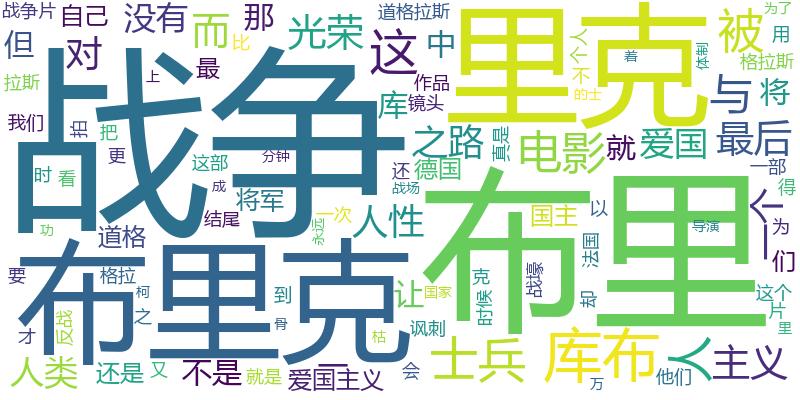 战争片
自己
没有
而
那
道格拉斯
战争
为了
但
对
光荣
这
比
中
用
个人
体制
着
里克
被
不
的士
格拉斯
拉斯
最
上
作品
镜头
库
与
将
我们
拍
把
更
时
看
这部
分钟
成
之路
还
德国
战场
真是
电影
就
爱国
最后
一部
得
将军
人性
结尾
一次
永远
国主
以
一个
为
们
功
道格
布里克
布里
导演
法国
要
格拉
柯
之
国家
到
让
克
时候
战壕
却
这个
片
里
才
反战
骨
枯
讽刺
人类
还是
又
不是
就是
一
爱国主义
会
士兵
库布
万
人
他们
主义